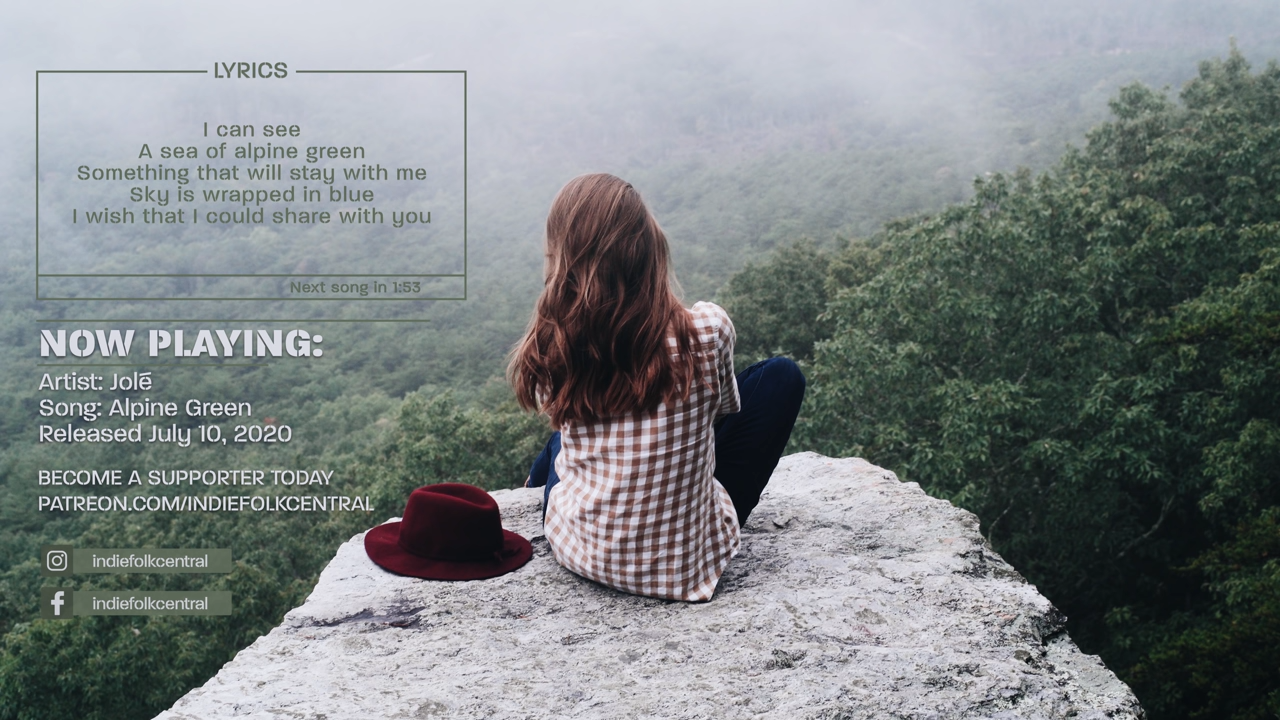 LYRICS
I can see
A sea of alpine green
Something that will stay with me
Sky is wrapped in blue
I wish that I could share with you
Next song in 1:53
NOW PLAYING:
Artist: Jolé
Song: Alpine Green
Released July 10, 2020
BECOME A SUPPORTER TODAY
PATREON.COM/INDIEFOLKCENTRAL
indiefolkcentral
indiefolkcentral